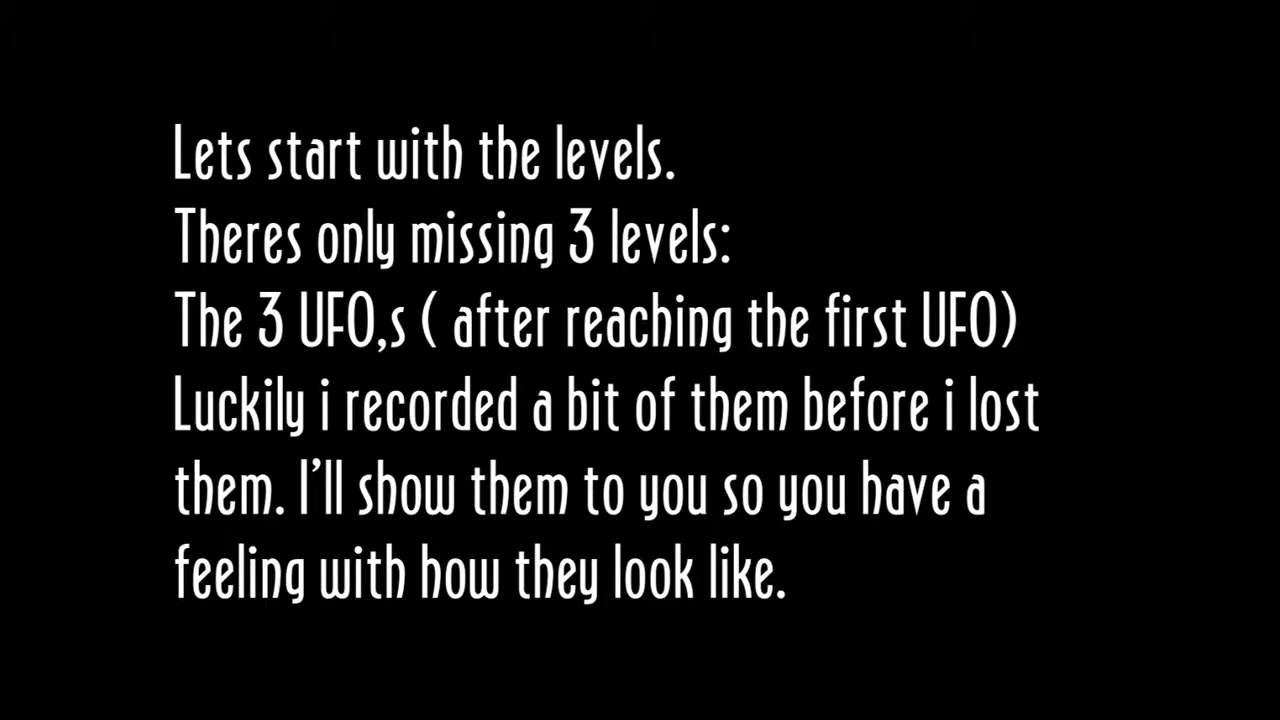 Lets start with the levels.
Theres only missing 3 levels:
The 3 UFO,s ( after reaching the first UFO)
Luckily i recorded a bit of them before i lost
them. I'll show them to you so you have a
feeling with how they look like.